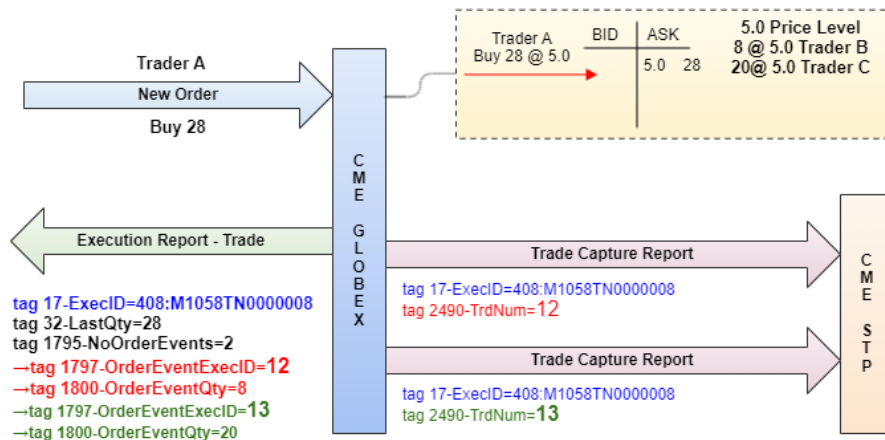 Trader A
New Order
Buy 28
Trader A
Buy 28 @ 5.0
BID
ASK
5.0 28
5.0 Price Level
8 @ 5.0 Trader B
20@ 5.0 Trader C
CME GLOBEX
Execution Report - Trade
tag 17-ExecID=408:M1058TN0000008
tag 32-LastQty=28
tag 1795-NoOrderEvents=2
→tag 1797-OrderEventExecID=12
→tag 1800-OrderEventQty=8
→tag 1797-OrderEventExecID=13
→tag 1800-OrderEventQty=20
Trade Capture Report
tag 17-ExecID=408:M1058TN0000008
tag 2490-TrdNum=12
Trade Capture Report
tag 17-ExecID=408:M1058TN0000008
tag 2490-TrdNum=13
CME STP